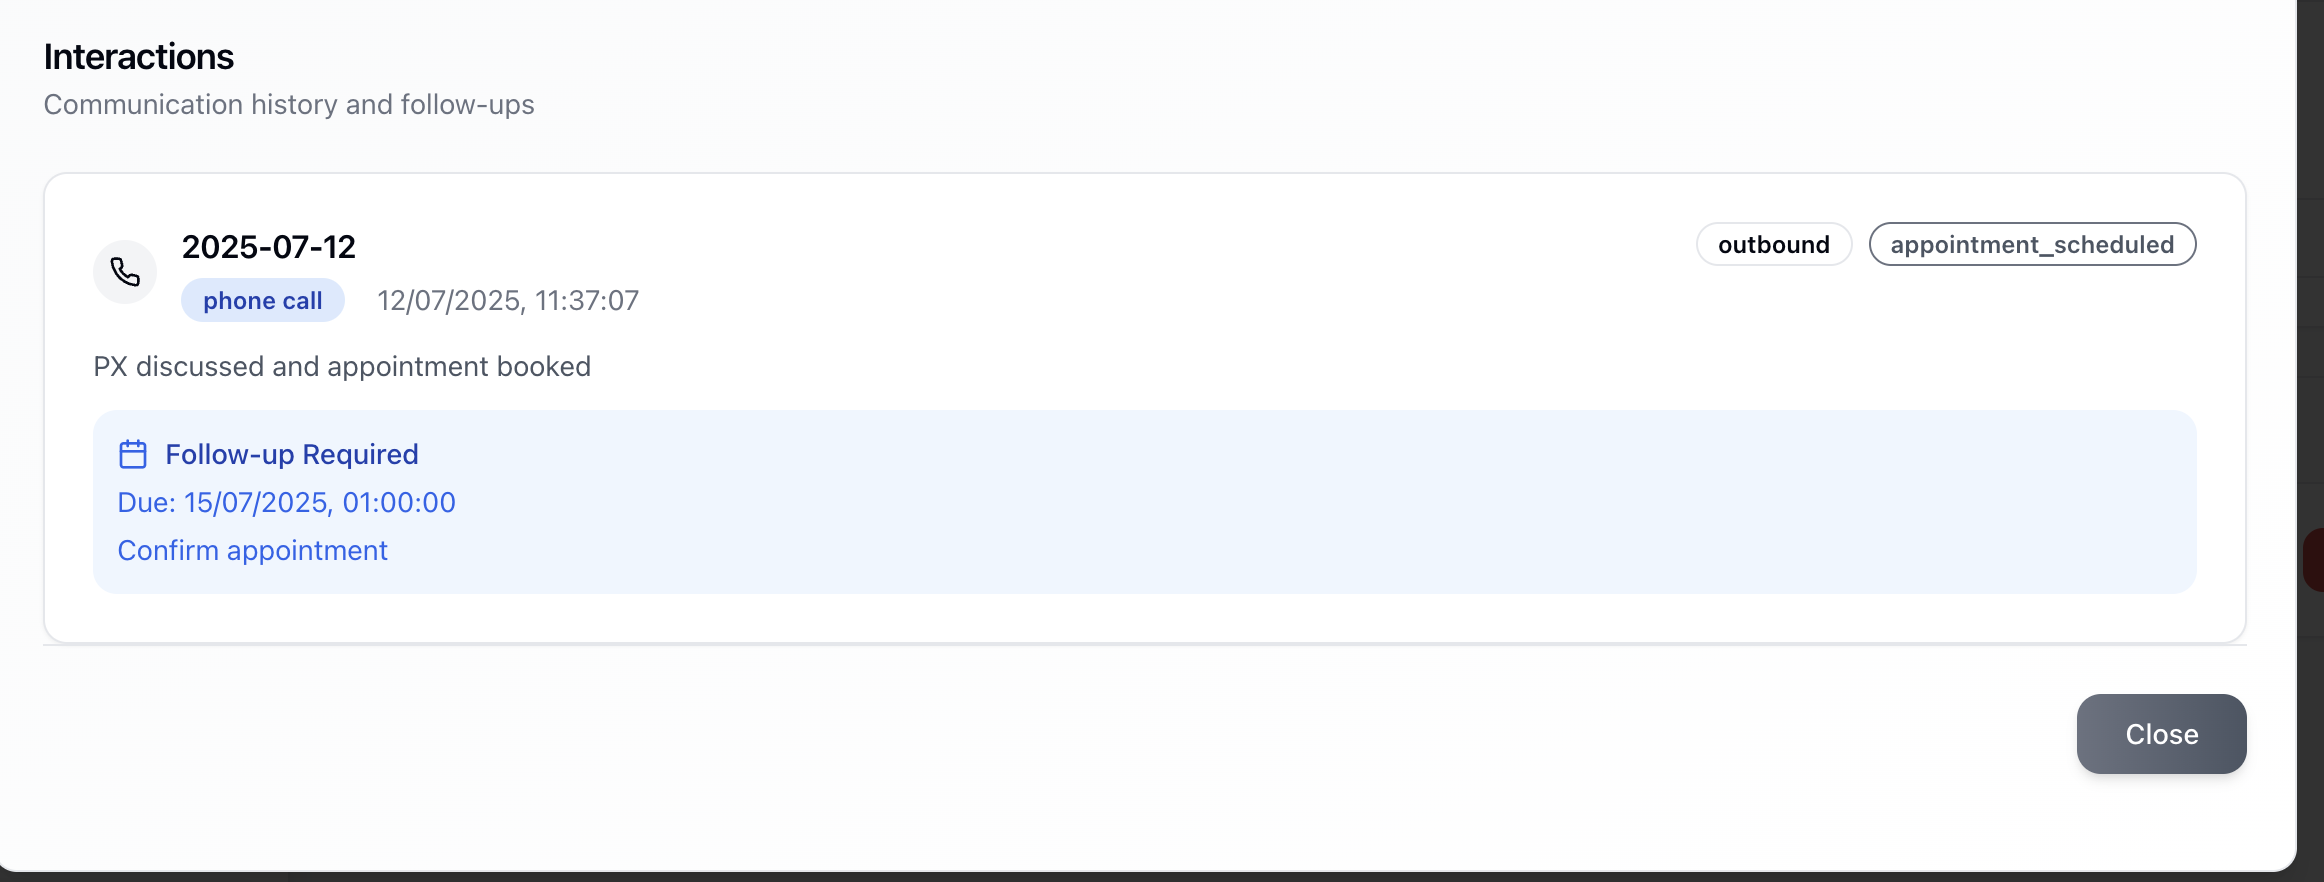 Interactions
Communication history and follow-ups
2025-07-12
outbound
appointment_scheduled
phone call
12/07/2025, 11:37:07
PX discussed and appointment booked
Follow-up Required
Due: 15/07/2025, 01:00:00
Confirm appointment
Close